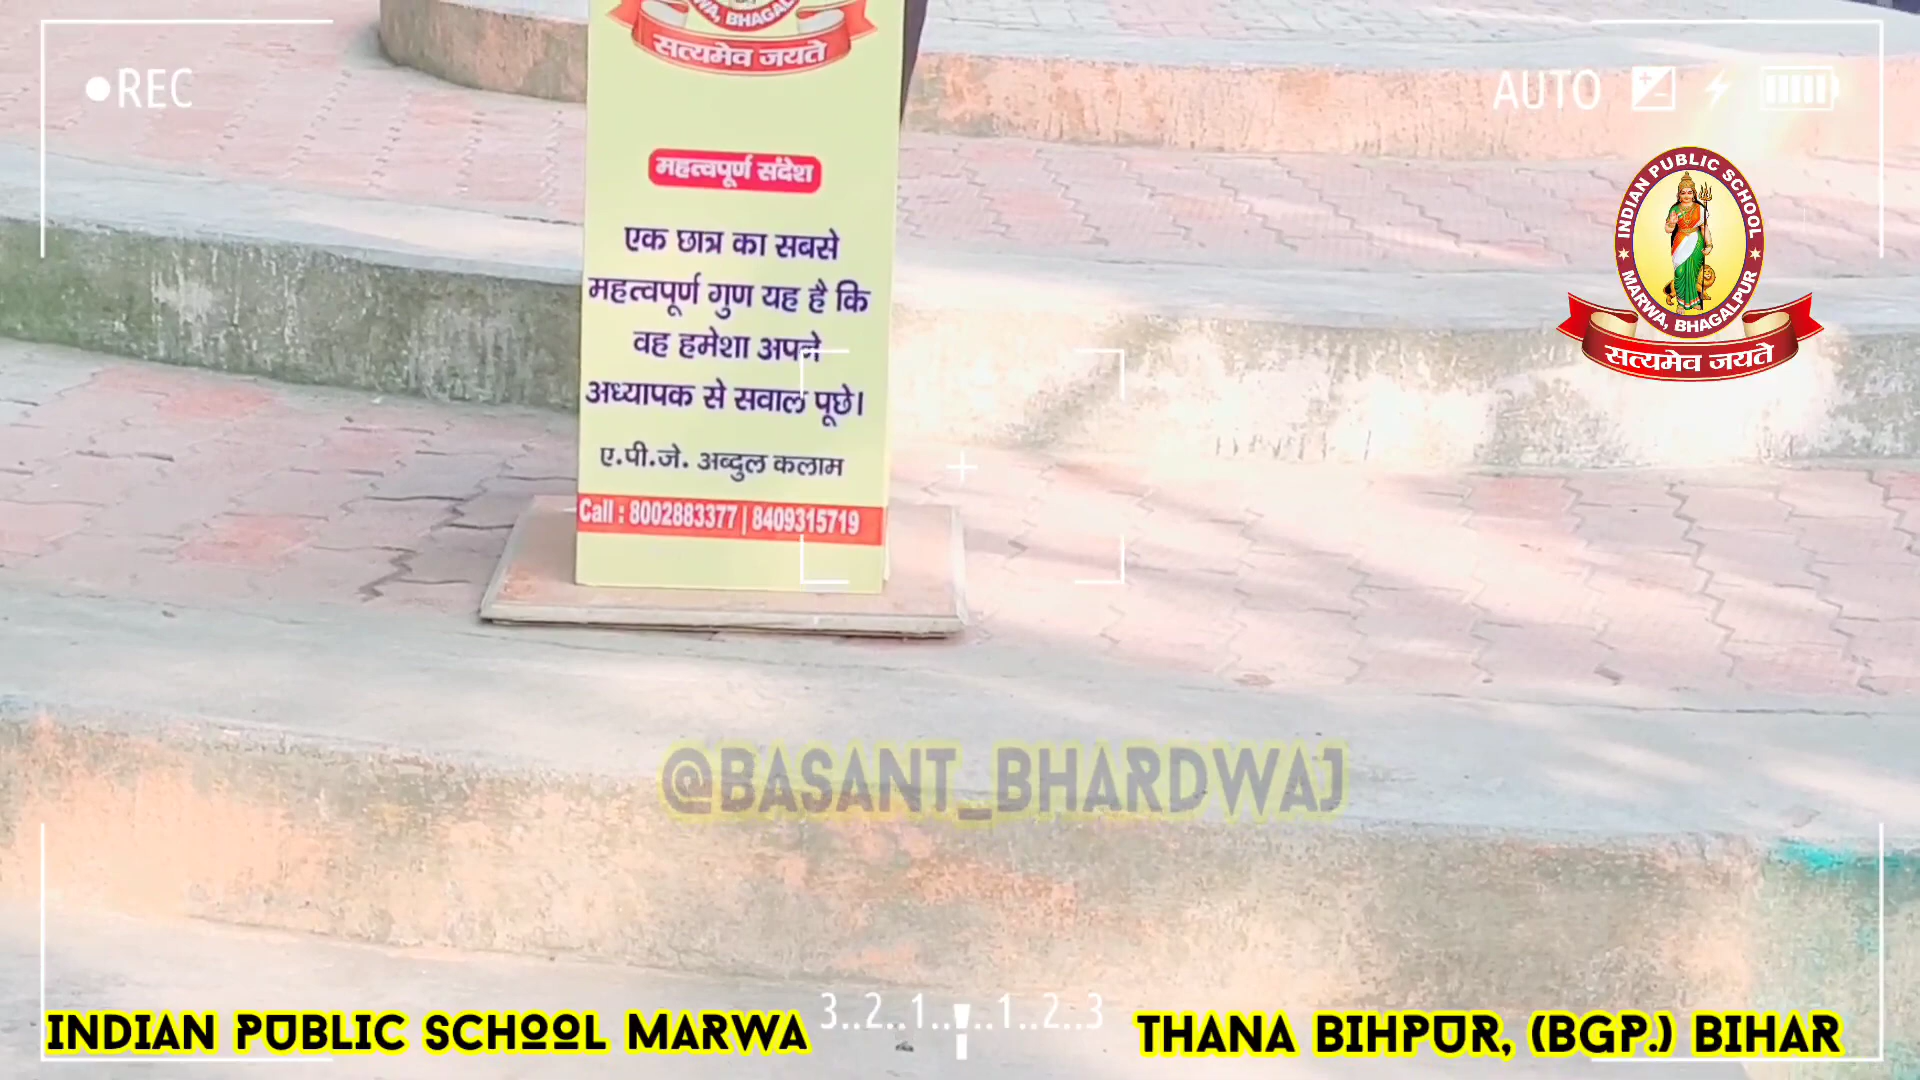 REC
AUTO
WA, BHAGAL
सत्यमेव जयते
महत्वपूर्ण संदेश
एक छात्र का सबसे
महत्वपूर्ण गुण यह है कि
वह हमेशा अपने
अध्यापक से सवाल पूछे।
ए.पी.जे. अब्दुल कलाम
Call : 8002883377 | 8409315719
INDIAN PUBLIC SCHOOL
MARWA, BHAGALPUR
सत्यमेव जयते
@BASANT_BHARDWAJ
3..2..1..
..1..2..3
INDIAN PUBLIC SCHOOL MARWA
THANA BIHPUR, (BGP.) BIHAR